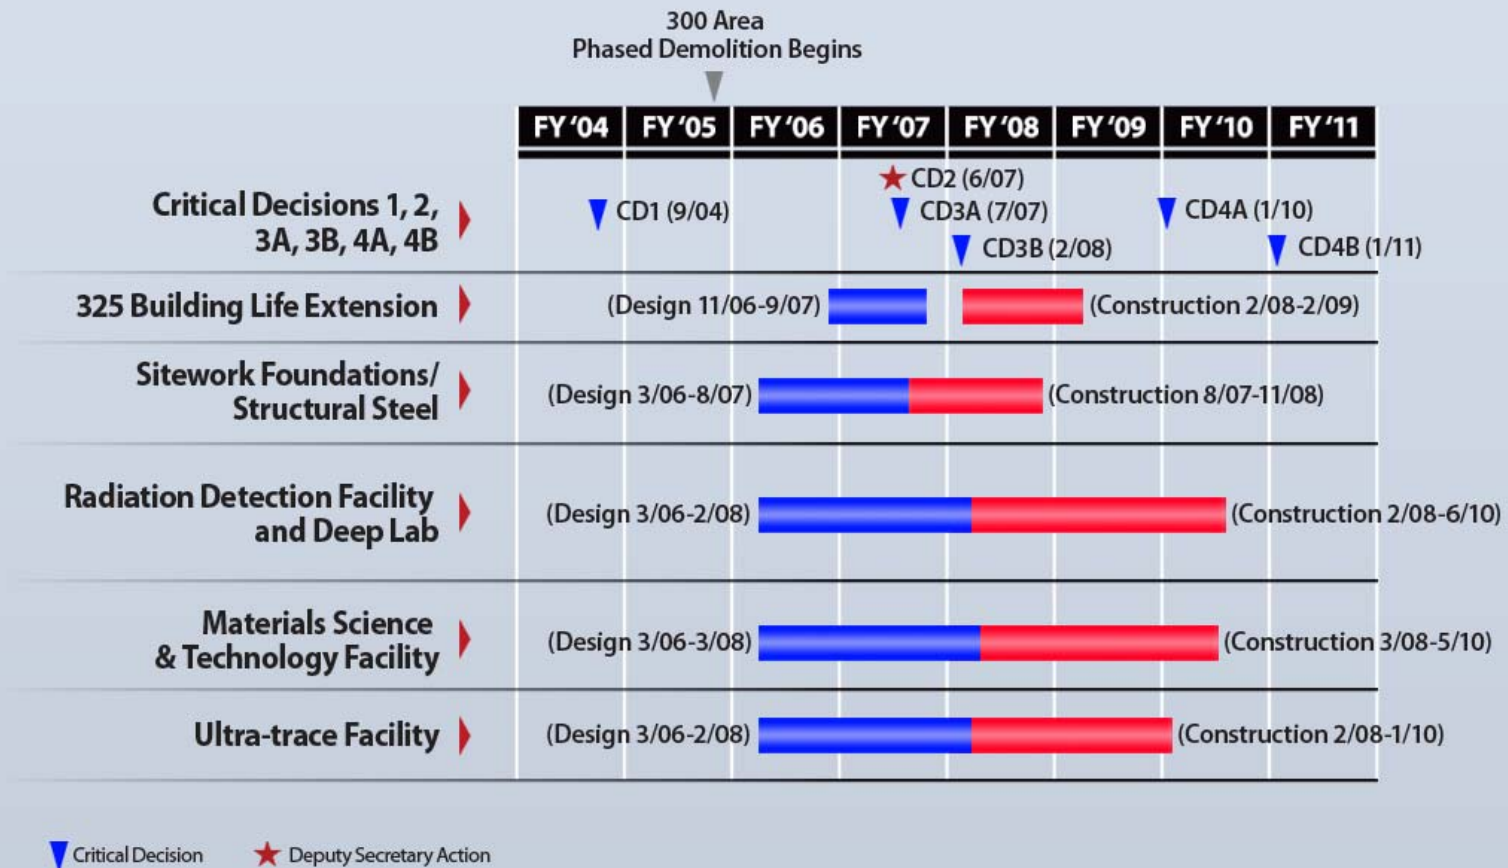 300 Area
Phased Demolition Begins
FY ‘04 FY ‘05 FY ‘06 FY ‘07 FY ‘08 FY ‘09 FY ‘10 FY ‘11
Critical Decisions 1, 2,
3A, 3B, 4A, 4B
CD2 (6/07)
CD1 (9/04) CD3A (7/07) CD4A (1/10)
CD3B (2/08) CD4B (1/11)
325 Building Life Extension (Design 11/06-9/07) (Construction 2/08-2/09)
Sitework Foundations/
Structural Steel
(Design 3/06-8/07) (Construction 8/07-11/08)
Radiation Detection Facility
and Deep Lab
(Design 3/06-2/08) (Construction 2/08-6/10)
Materials Science
& Technology Facility
(Design 3/06-3/08) (Construction 3/08-5/10)
Ultra-trace Facility (Design 3/06-2/08) (Construction 2/08-1/10)
Critical Decision Deputy Secretary Action